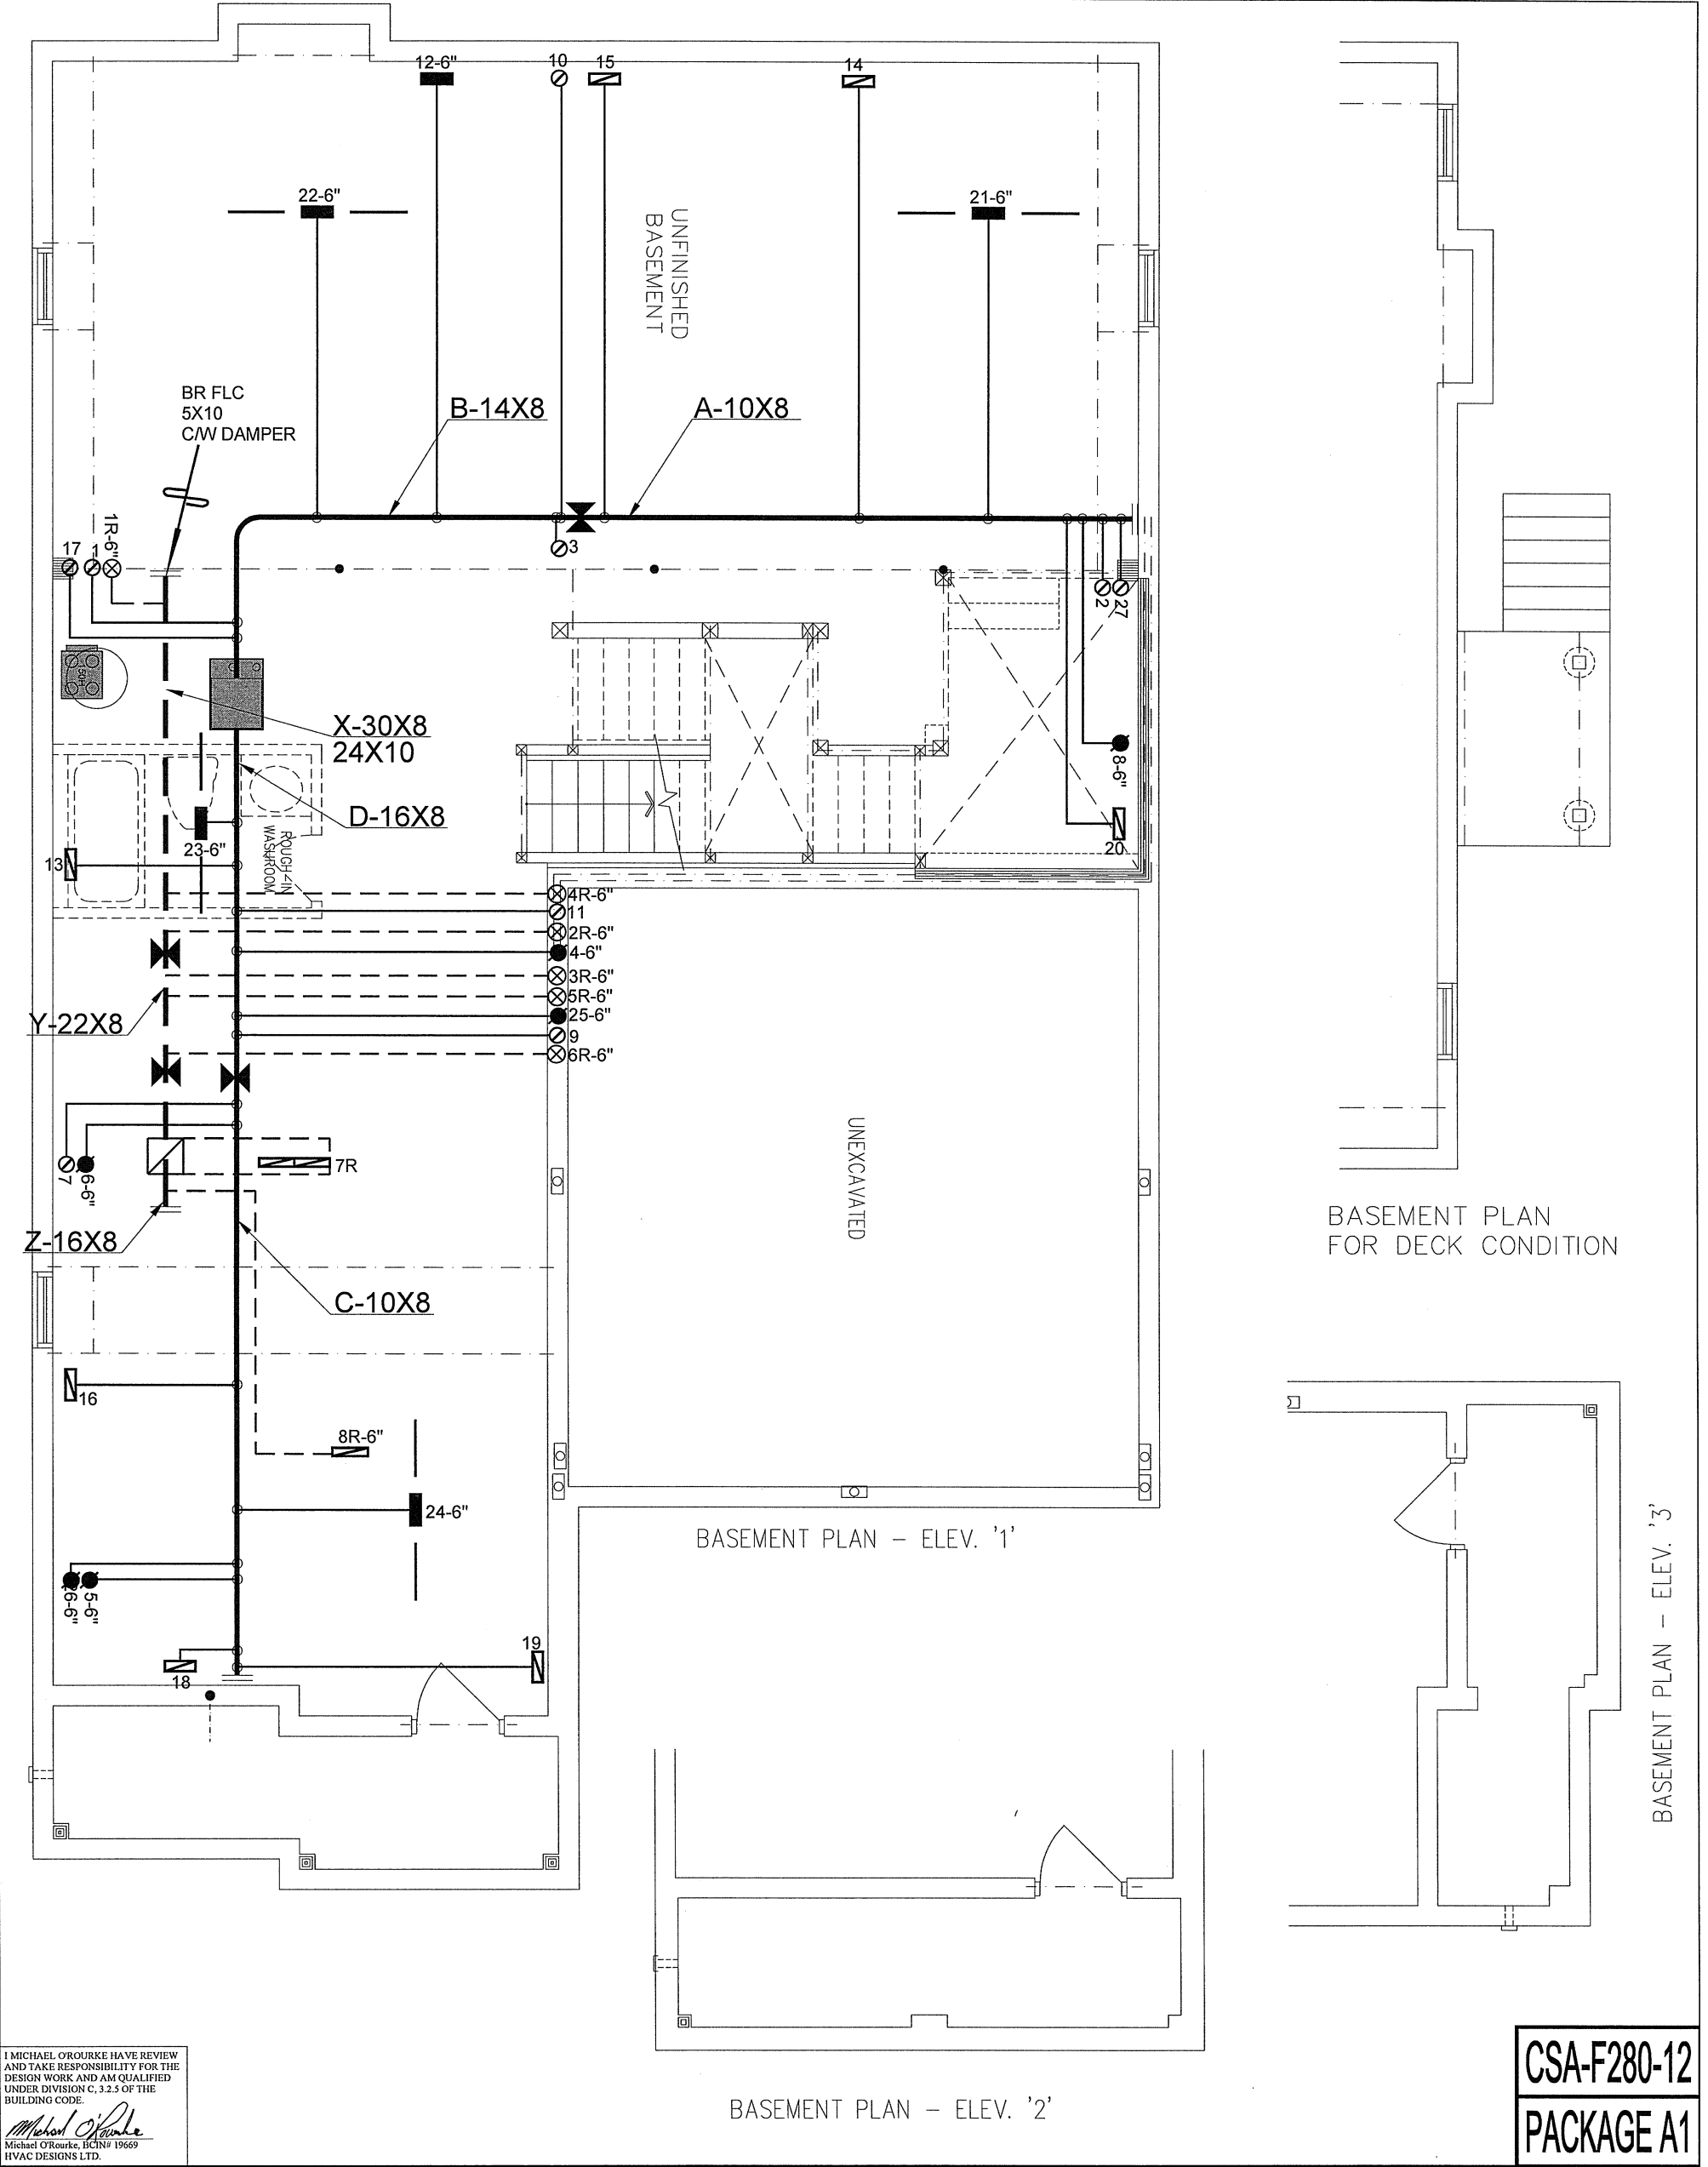 12-6"
10
15
14
22-6"
21-6"
UNFINISHED
BASEMENT
BR FLC
5X10
C/W DAMPER
B-14X8
A-10X8
1R-6"
17
1
3
2
27
50H
X-30X8
24X10
8-6"
D-16X8
23-6"
ROUGH-IN
WASHROOM
20
13
4R-6"
11
2R-6"
4-6"
3R-6"
5R-6"
25-6"
9
6R-6"
Y-22X8
7
6-6"
7R
UNEXCAVATED
Z-16X8
C-10X8
BASEMENT PLAN
FOR DECK CONDITION
16
8R-6"
24-6"
BASEMENT PLAN – ELEV. '1'
26-6"
5-6"
19
18
BASEMENT PLAN – ELEV. '3'
BASEMENT PLAN – ELEV. '2'
I MICHAEL O'ROURKE HAVE REVIEW
AND TAKE RESPONSIBILITY FOR THE
DESIGN WORK AND AM QUALIFIED
UNDER DIVISION C, 3.2.5 OF THE
BUILDING CODE.
Michael O'Rourke
Michael O'Rourke, BCIN# 19669
HVAC DESIGNS LTD.
CSA-F280-12
PACKAGE A1